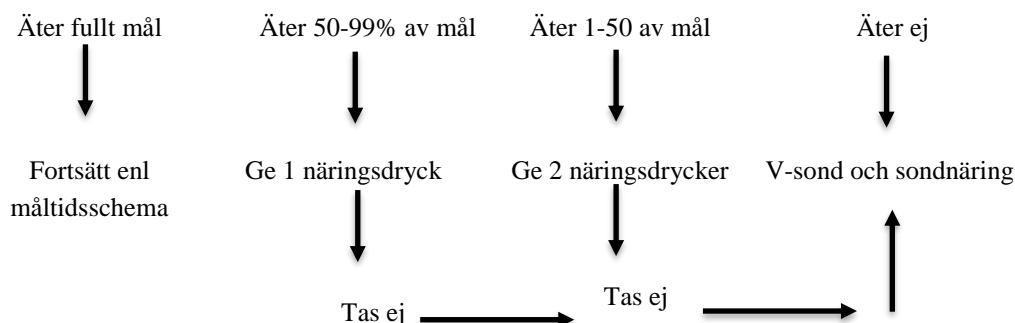 Äter fullt mål
Äter 50-99% av mål
Äter 1-50 av mål
Äter ej
Fortsätt enl
måltidsschema
Ge 1 näringsdryck
Ge 2 näringsdrycker
V-sond och sondnäring
Tas ej
Tas ej